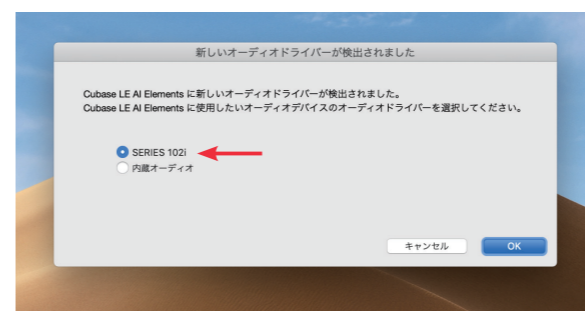 新しいオーディオドライバーが検出されました
Cubase LE AI Elements に新しいオーディオドライバーが検出されました。
Cubase LE AI Elements に使用したいオーディオデバイスのオーディオドライバーを選択してください。
SERIES 102i
内蔵オーディオ
キャンセル
OK